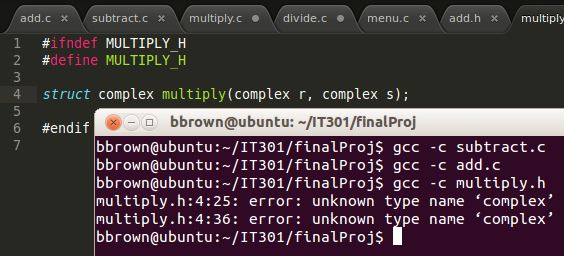 add.c subtract.c multiply.c divide.c menu.c add.h multiply
1 #ifndef MULTIPLY_H
2 #define MULTIPLY_H
3
4 struct complex multiply(complex r, complex s);
5
6 #endif
7
bbrown@ubuntu: ~/IT301/finalProj
bbrown@ubuntu:~/IT301/finalProj$ gcc -c subtract.c
bbrown@ubuntu:~/IT301/finalProj$ gcc -c add.c
bbrown@ubuntu:~/IT301/finalProj$ gcc -c multiply.h
multiply.h:4:25: error: unknown type name ‘complex’
multiply.h:4:36: error: unknown type name ‘complex’
bbrown@ubuntu:~/IT301/finalProj$